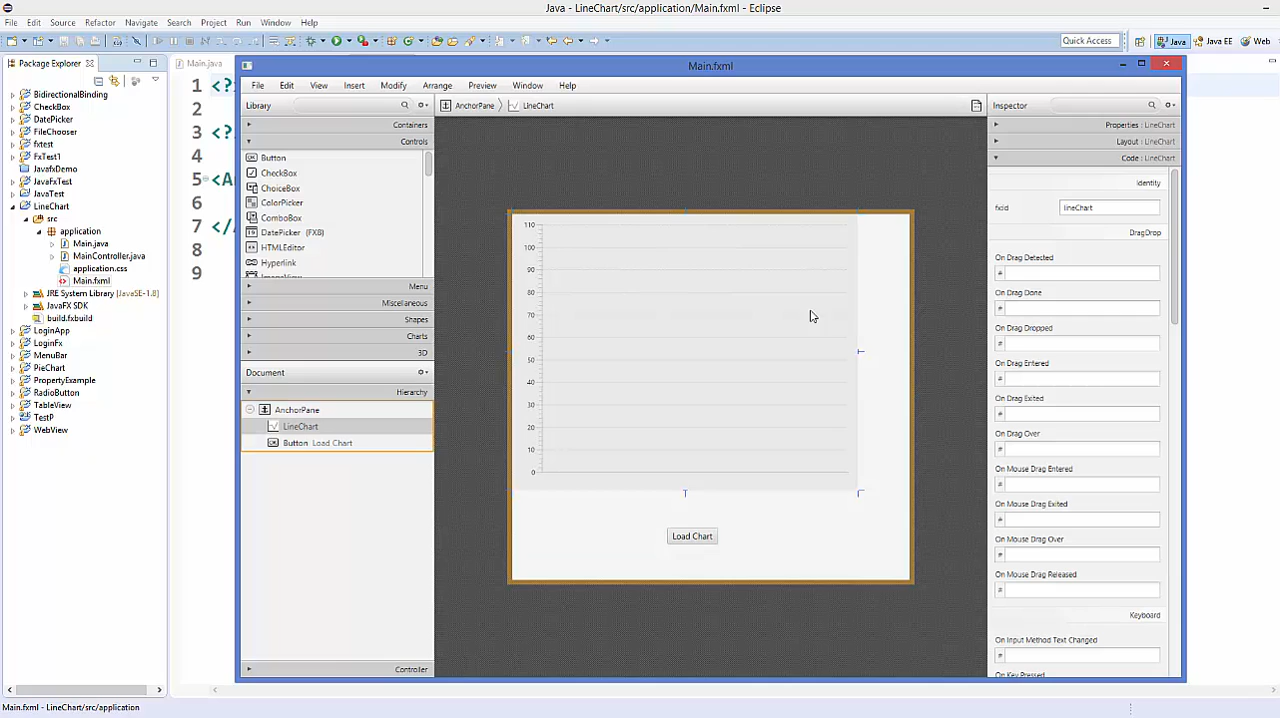 Java - LineChart/src/application/Main.fxml - Eclipse
File Edit Source Refactor Navigate Search Project Run Window Help
Quick Access
Java
Java EE
Web
Package Explorer
BidirectionalBinding
CheckBox
DatePicker
FileChooser
fxtest
FxTest1
JavafxDemo
JavaFxTest
JavaTest
LineChart
src
application
Main.java
MainController.java
application.css
Main.fxml
JRE System Library [JavaSE-1.8]
JavaFX SDK
build.fxbuild
LoginApp
LoginFx
MenuBar
PieChart
PropertyExample
RadioButton
TableView
TestP
WebView
Main.java
1 <?
2
3 <?
4
5 <A
6
7 </
8
9
Main.fxml
File Edit View Insert Modify Arrange Preview Window Help
Library
Containers
Controls
Button
CheckBox
ChoiceBox
ColorPicker
ComboBox
DatePicker (FX8)
HTMLEditor
Hyperlink
ImageView
Menu
Miscellaneous
Shapes
Charts
3D
Document
Hierarchy
AnchorPane
LineChart
Button Load Chart
Controller
AnchorPane LineChart
110
100
90
80
70
60
50
40
30
20
10
0
Load Chart
Inspector
Properties : LineChart
Layout : LineChart
Code : LineChart
Identity
fx:id lineChart
DragDrop
On Drag Detected
#
On Drag Done
#
On Drag Dropped
#
On Drag Entered
#
On Drag Exited
#
On Drag Over
#
On Mouse Drag Entered
#
On Mouse Drag Exited
#
On Mouse Drag Over
#
On Mouse Drag Released
#
Keyboard
On Input Method Text Changed
#
On Key Pressed
Main.fxml - LineChart/src/application